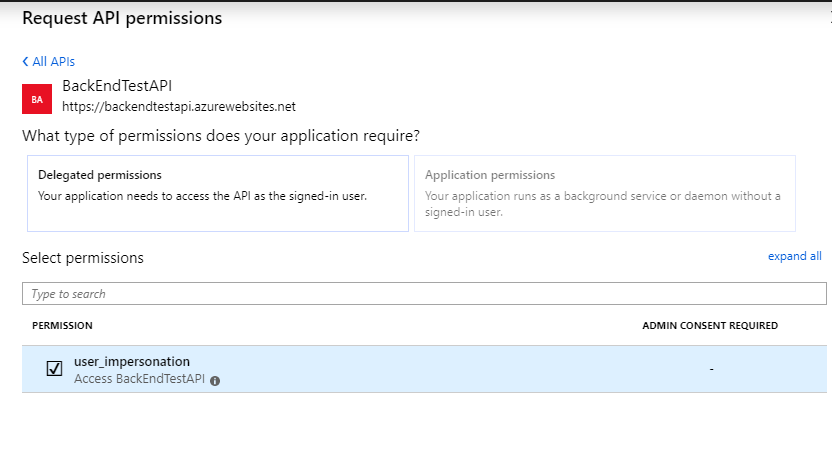 Request API permissions
All APIs
BA
BackEndTestAPI
https://backendtestapi.azurewebsites.net
What type of permissions does your application require?
Delegated permissions
Your application needs to access the API as the signed-in user.
Application permissions
Your application runs as a background service or daemon without a
signed-in user.
Select permissions
expand all
Type to search
PERMISSION
ADMIN CONSENT REQUIRED
user_impersonation
Access BackEndTestAPI
-